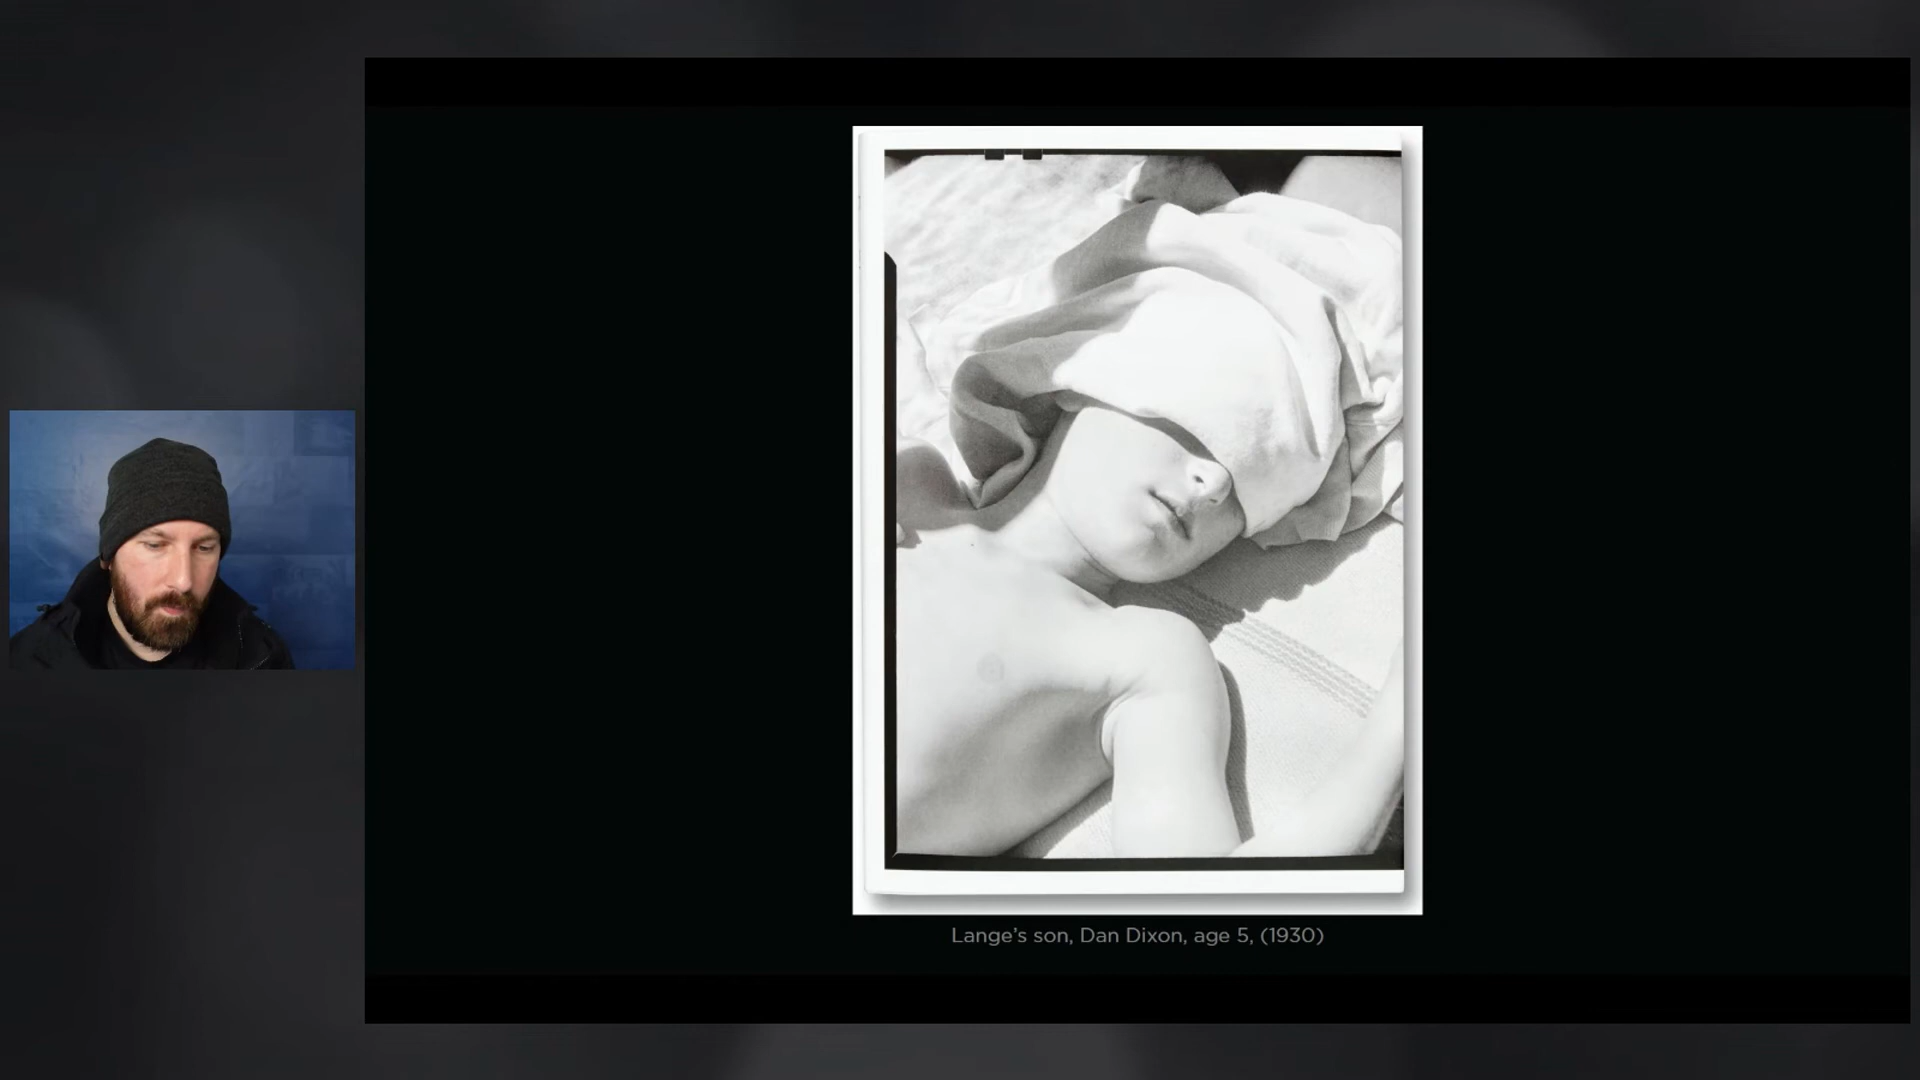 Lange's son, Dan Dixon, age 5, (1930)